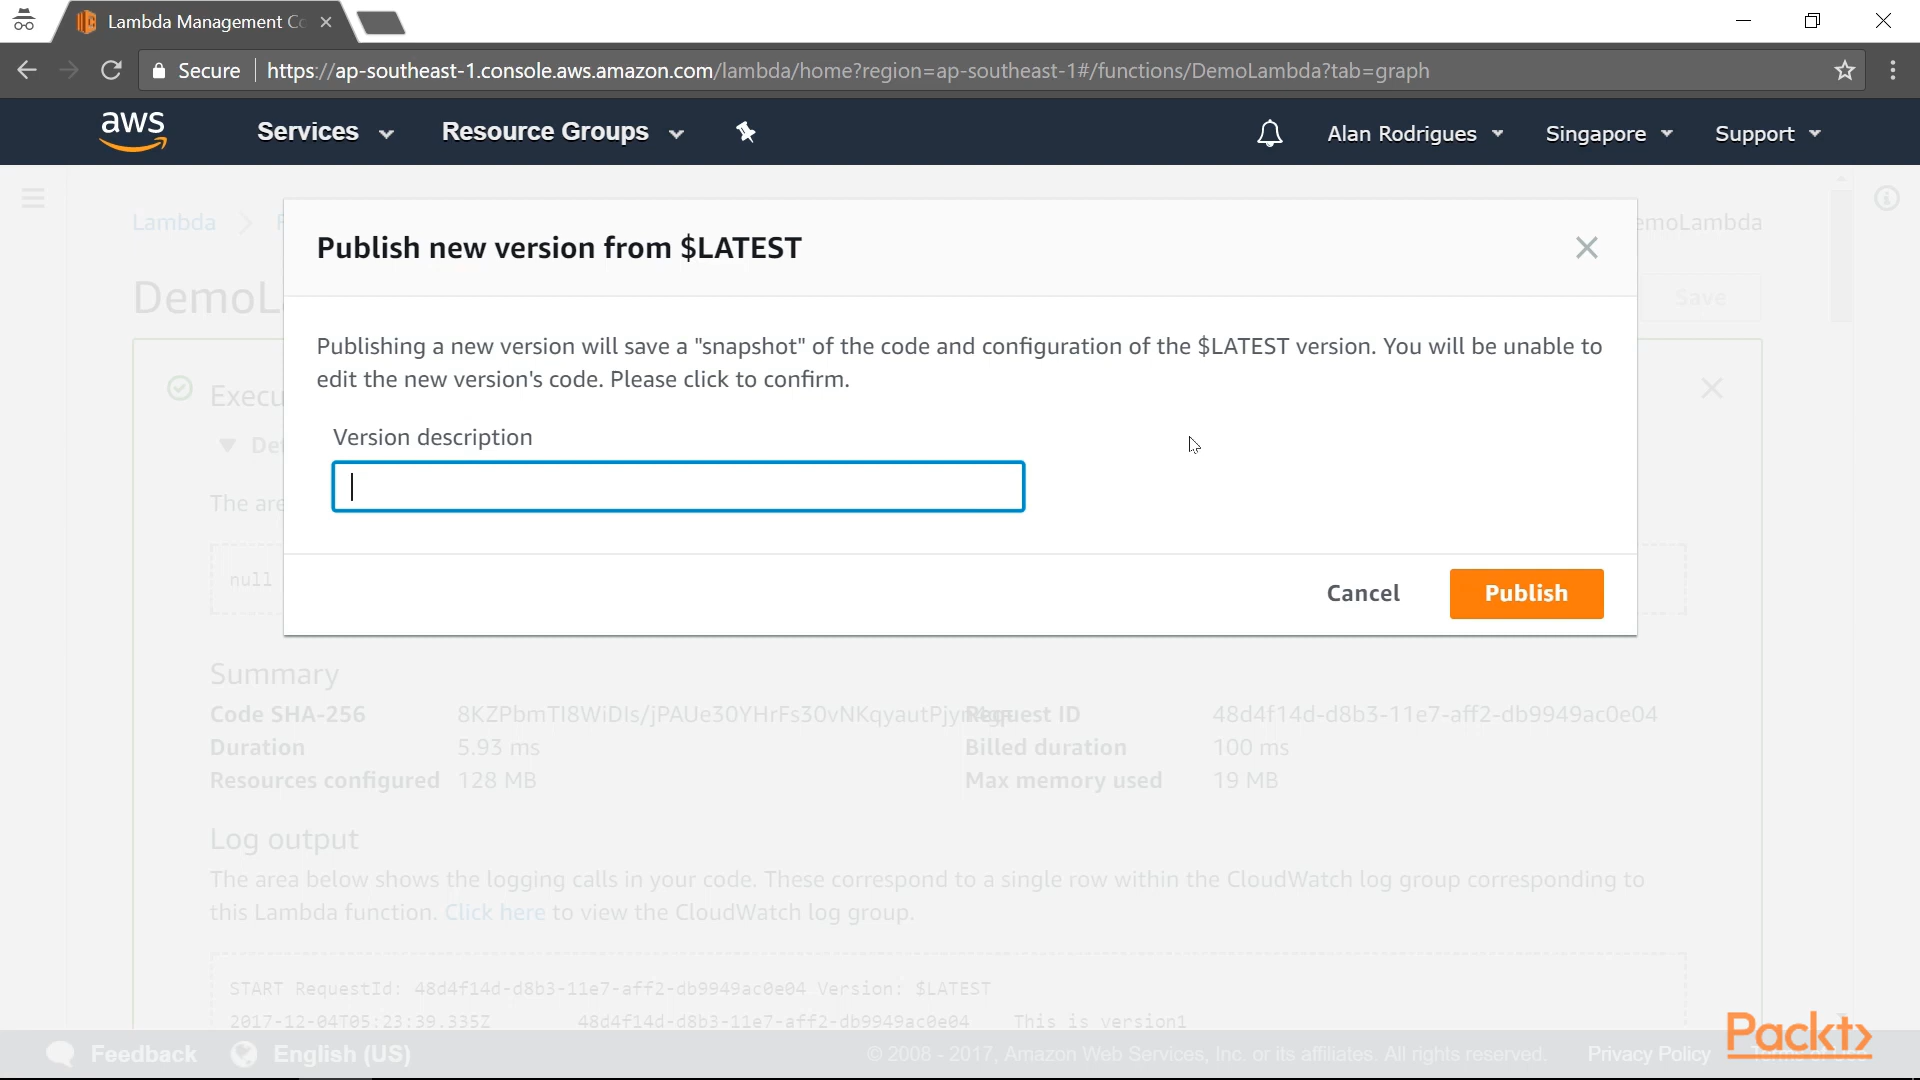 Lambda Management Co
Secure https://ap-southeast-1.console.aws.amazon.com/lambda/home?region=ap-southeast-1#/functions/DemoLambda?tab=graph
aws Services Resource Groups Alan Rodrigues Singapore Support
Lambda emoLambda
DemoL Save
Publish new version from $LATEST
Publishing a new version will save a "snapshot" of the code and configuration of the $LATEST version. You will be unable to
edit the new version's code. Please click to confirm.
Execu
Det
Version description
The are
null
Cancel Publish
Summary
Code SHA-256 Request ID 48d4f14d-d8b3-11e7-aff2-db9949ac0e04
Duration 5.93 ms Billed duration 100 ms
Resources configured 128 MB Max memory used 19 MB
Log output
The area below shows the logging calls in your code. These correspond to a single row within the CloudWatch log group corresponding to
this Lambda function. Click here to view the CloudWatch log group.
START RequestId: 48d4f14d-d8b3-11e7-aff2-db9949ac0e04 Version: $LATEST
2017-12-04T05:23:39.335Z 48d4f14d-d8b3-11e7-aff2-db9949ac0e04 This is version1
Packt>
Feedback English (US) © 2008 - 2017, Amazon Web Services, Inc. or its affiliates. All rights reserved. Privacy Policy